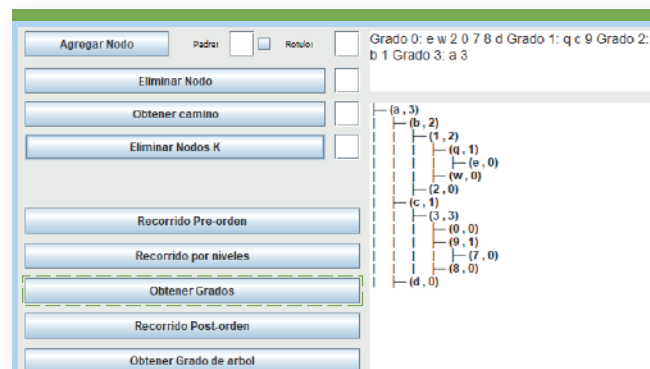 Agregar Nodo
Padre:
Rotulo:
Eliminar Nodo
Obtener camino
Eliminar Nodos K
Recorrido Pre-orden
Recorrido por niveles
Obtener Grados
Recorrido Post-orden
Obtener Grado de arbol
Grado 0: e w 2 0 7 8 d Grado 1: q c 9 Grado 2:
b 1 Grado 3: a 3
(a , 3)
(b , 2)
(1 , 2)
(q , 1)
(e , 0)
(w , 0)
(2 , 0)
(c , 1)
(3 , 3)
(0 , 0)
(9 , 1)
(7 , 0)
(8 , 0)
(d , 0)